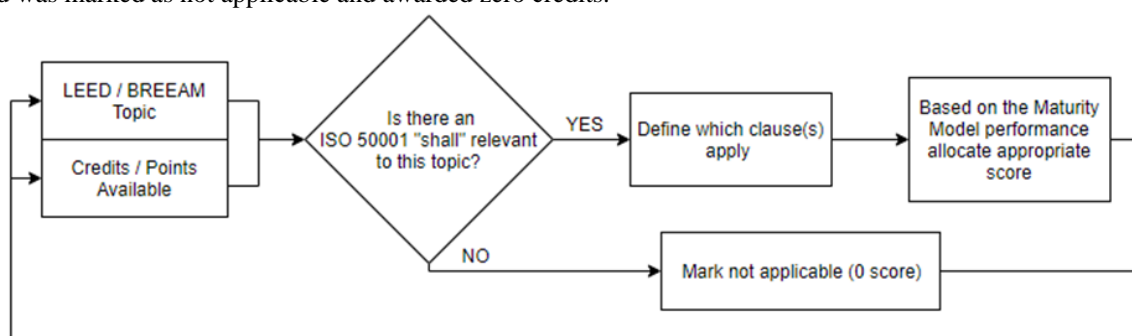 d was marked as not applicable and awarded zero credits.
LEED / BREEAM
Topic
Credits / Points
Available
Is there an
ISO 50001 "shall" relevant
to this topic?
YES
Define which clause(s)
apply
Based on the Maturity
Model performance
allocate appropriate
score
NO
Mark not applicable (0 score)